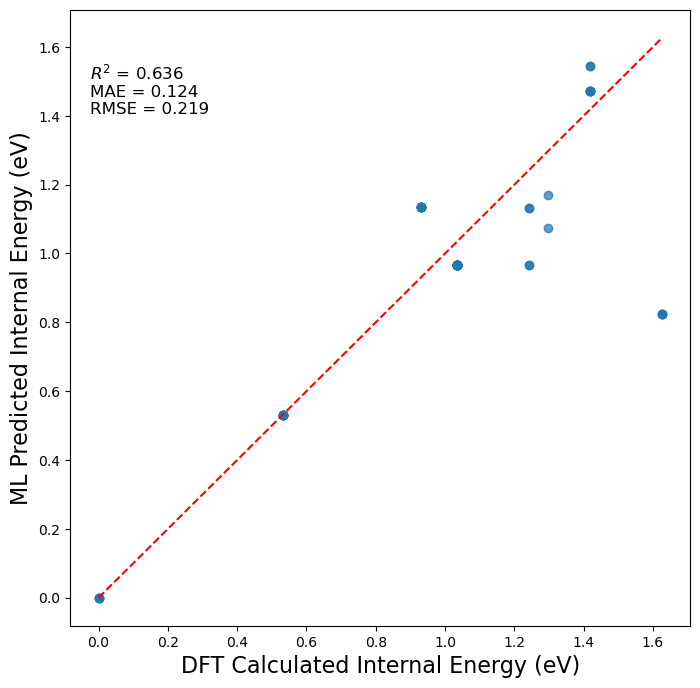 R² = 0.636
MAE = 0.124
RMSE = 0.219
ML Predicted Internal Energy (eV)
1.6
1.4
1.2
1.0
0.8
0.6
0.4
0.2
0.0
0.0 0.2 0.4 0.6 0.8 1.0 1.2 1.4 1.6
DFT Calculated Internal Energy (eV)